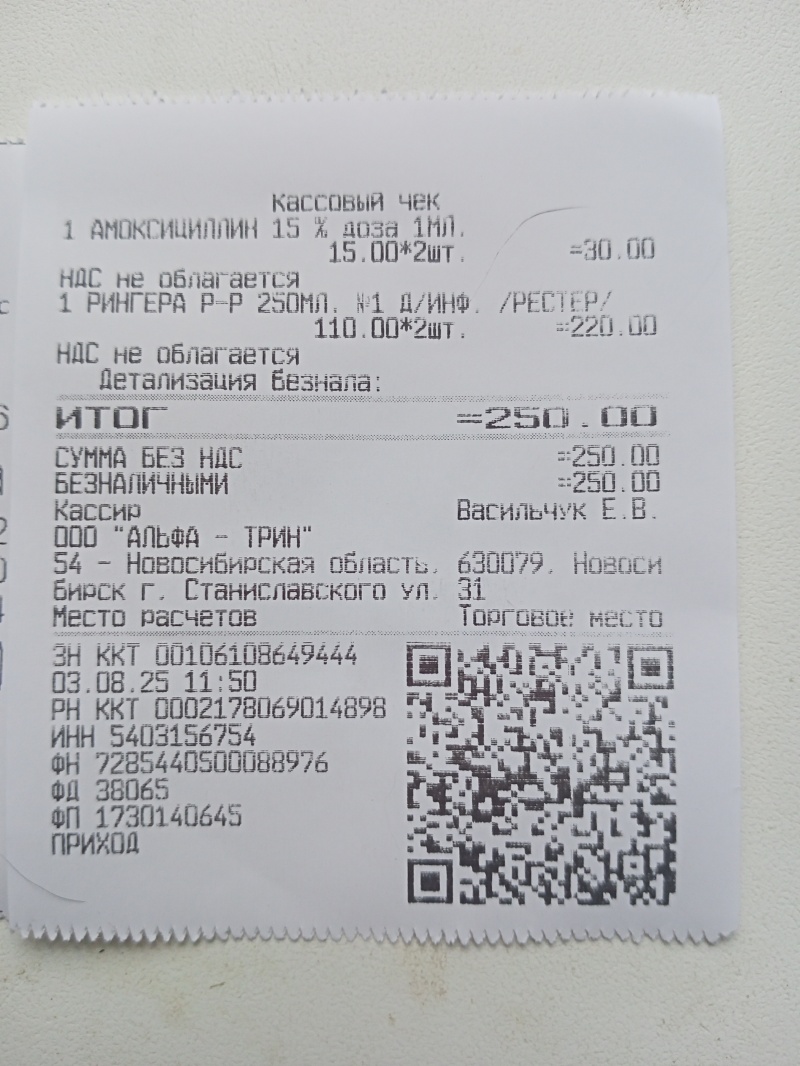 Кассовый чек
1 АМОКСИЦИЛЛИН 15 % доза 1МЛ.
15.00*2шт. =30.00
НДС не облагается
1 РИНГЕРА Р-Р 250МЛ. №1 Д/ИНФ. /РЕСТЕР/
110.00*2шт. =220.00
НДС не облагается
Детализация безнала:
ИТОГ =250.00
СУММА БЕЗ НДС =250.00
БЕЗНАЛИЧНЫМИ =250.00
Кассир Васильчук Е.В.
ООО "АЛЬФА - ТРИН"
54 - Новосибирская область, 630079, Новоси
бирск г. Станиславского ул. 31
Место расчетов Торговое место
ЗН ККТ 00106108649444
03.08.25 11:50
РН ККТ 0002178069014898
ИНН 5403156754
ФН 7285440500088976
ФД 38065
ФП 1730140645
ПРИХОД